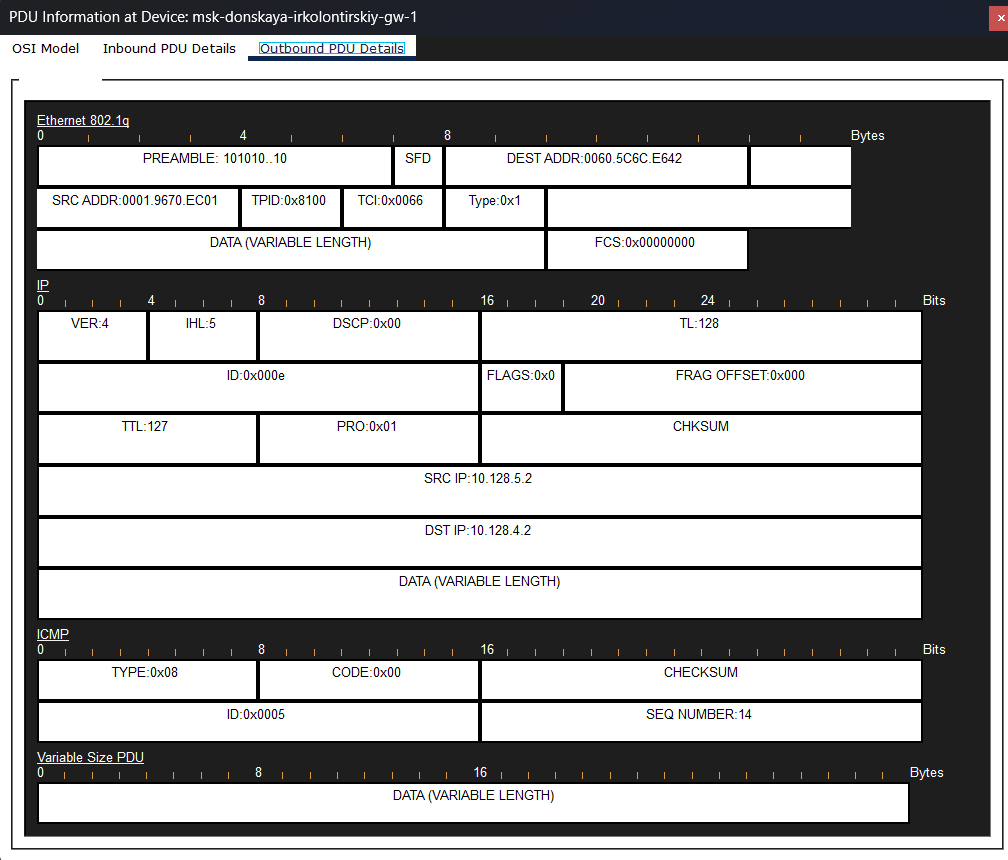 PDU Information at Device: msk-donskaya-irkolontirskiy-gw-1 ×
OSI Model Inbound PDU Details Outbound PDU Details
Ethernet 802.1q
0 4 8 Bytes
PREAMBLE: 101010..10 SFD DEST ADDR:0060.5C6C.E642
SRC ADDR:0001.9670.EC01 TPID:0x8100 TCI:0x0066 Type:0x1
DATA (VARIABLE LENGTH) FCS:0x00000000
IP
0 4 8 16 20 24 Bits
VER:4 IHL:5 DSCP:0x00 TL:128
ID:0x000e FLAGS:0x0 FRAG OFFSET:0x000
TTL:127 PRO:0x01 CHKSUM
SRC IP:10.128.5.2
DST IP:10.128.4.2
DATA (VARIABLE LENGTH)
ICMP
0 8 16 Bits
TYPE:0x08 CODE:0x00 CHECKSUM
ID:0x0005 SEQ NUMBER:14
Variable Size PDU
0 8 16 Bytes
DATA (VARIABLE LENGTH)